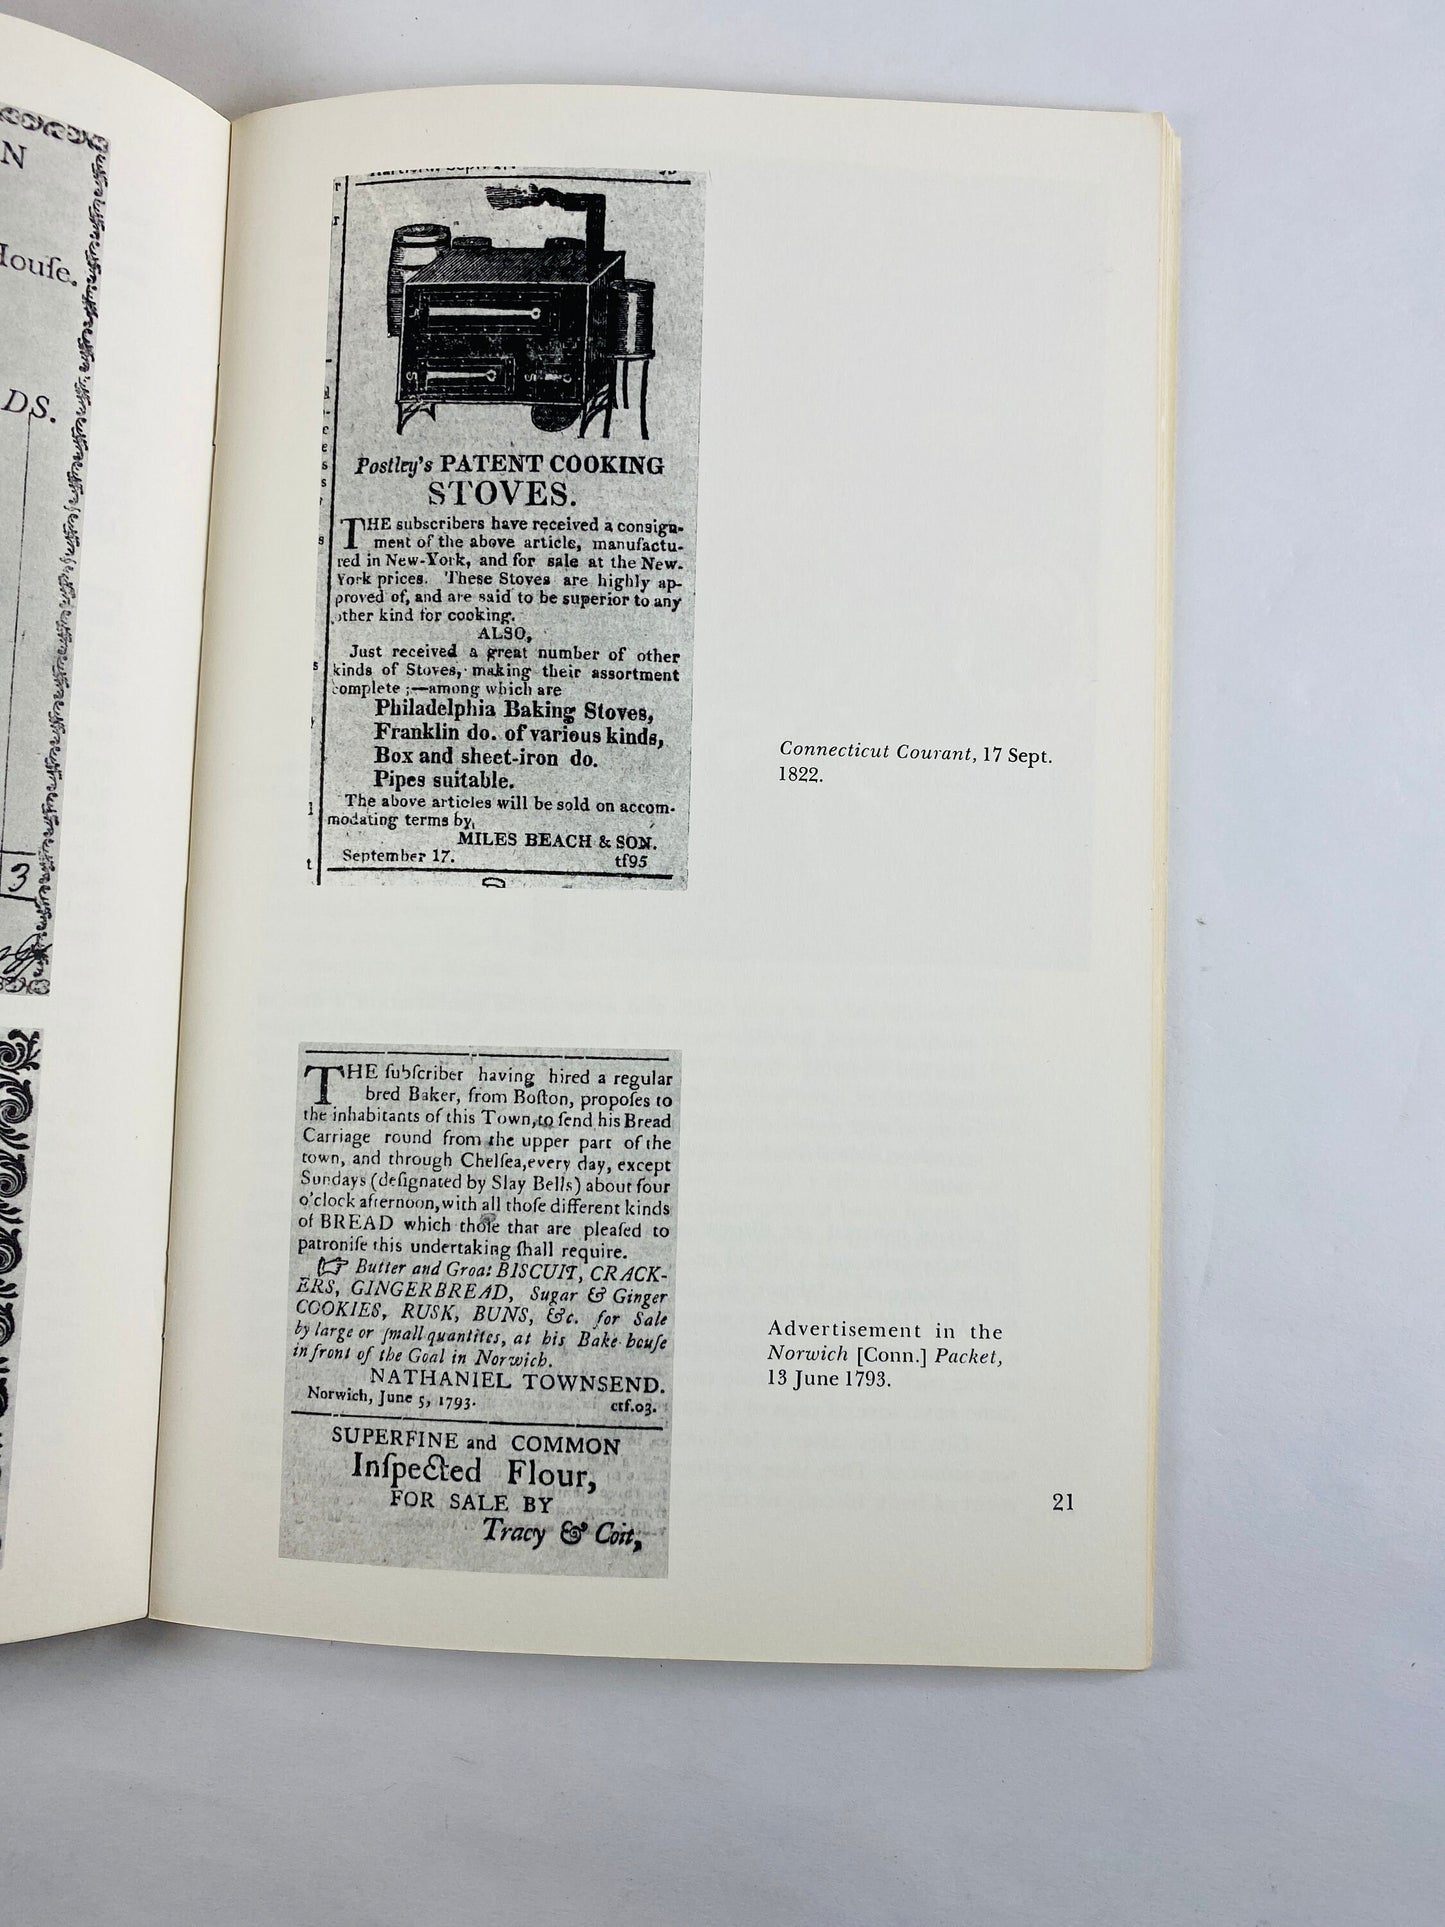 N
Houſe.
DS.
3
Postley's PATENT COOKING
STOVES.
THE subscribers have received a consign-
ment of the above article, manufactu-
red in New-York, and for sale at the New-
York prices. These Stoves are highly ap-
proved of, and are said to be superior to any
other kind for cooking.
ALSO,
Just received a great number of other
kinds of Stoves, making their assortment
complete ;—among which are
Philadelphia Baking Stoves,
Franklin do. of various kinds,
Box and sheet-iron do.
Pipes suitable.
The above articles will be sold on accom-
modating terms by,
MILES BEACH & SON.
September 17. tf95
Connecticut Courant, 17 Sept.
1822.
THE ſubſcriber having hired a regular
bred Baker, from Boſton, propoſes to
the inhabitants of this Town,to ſend his Bread
Carriage round from the upper part of the
town, and through Chelſea,every day, except
Sundays (deſignated by Slay Bells) about four
o'clock afternoon,with all thoſe different kinds
of BREAD which thoſe that are pleaſed to
patroniſe this undertaking ſhall require.
☞ Butter and Groat BISCUIT, CRACK-
ERS, GINGERBREAD, Sugar & Ginger
COOKIES, RUSK, BUNS, &c. for Sale
by large or ſmall quantites, at his Bake-houſe
in front of the Goal in Norwich.
NATHANIEL TOWNSEND.
Norwich, June 5, 1793. ctf.03.
SUPERFINE and COMMON
Inſpected Flour,
FOR SALE BY
Tracy & Coit,
Advertisement in the
Norwich [Conn.] Packet,
13 June 1793.
21